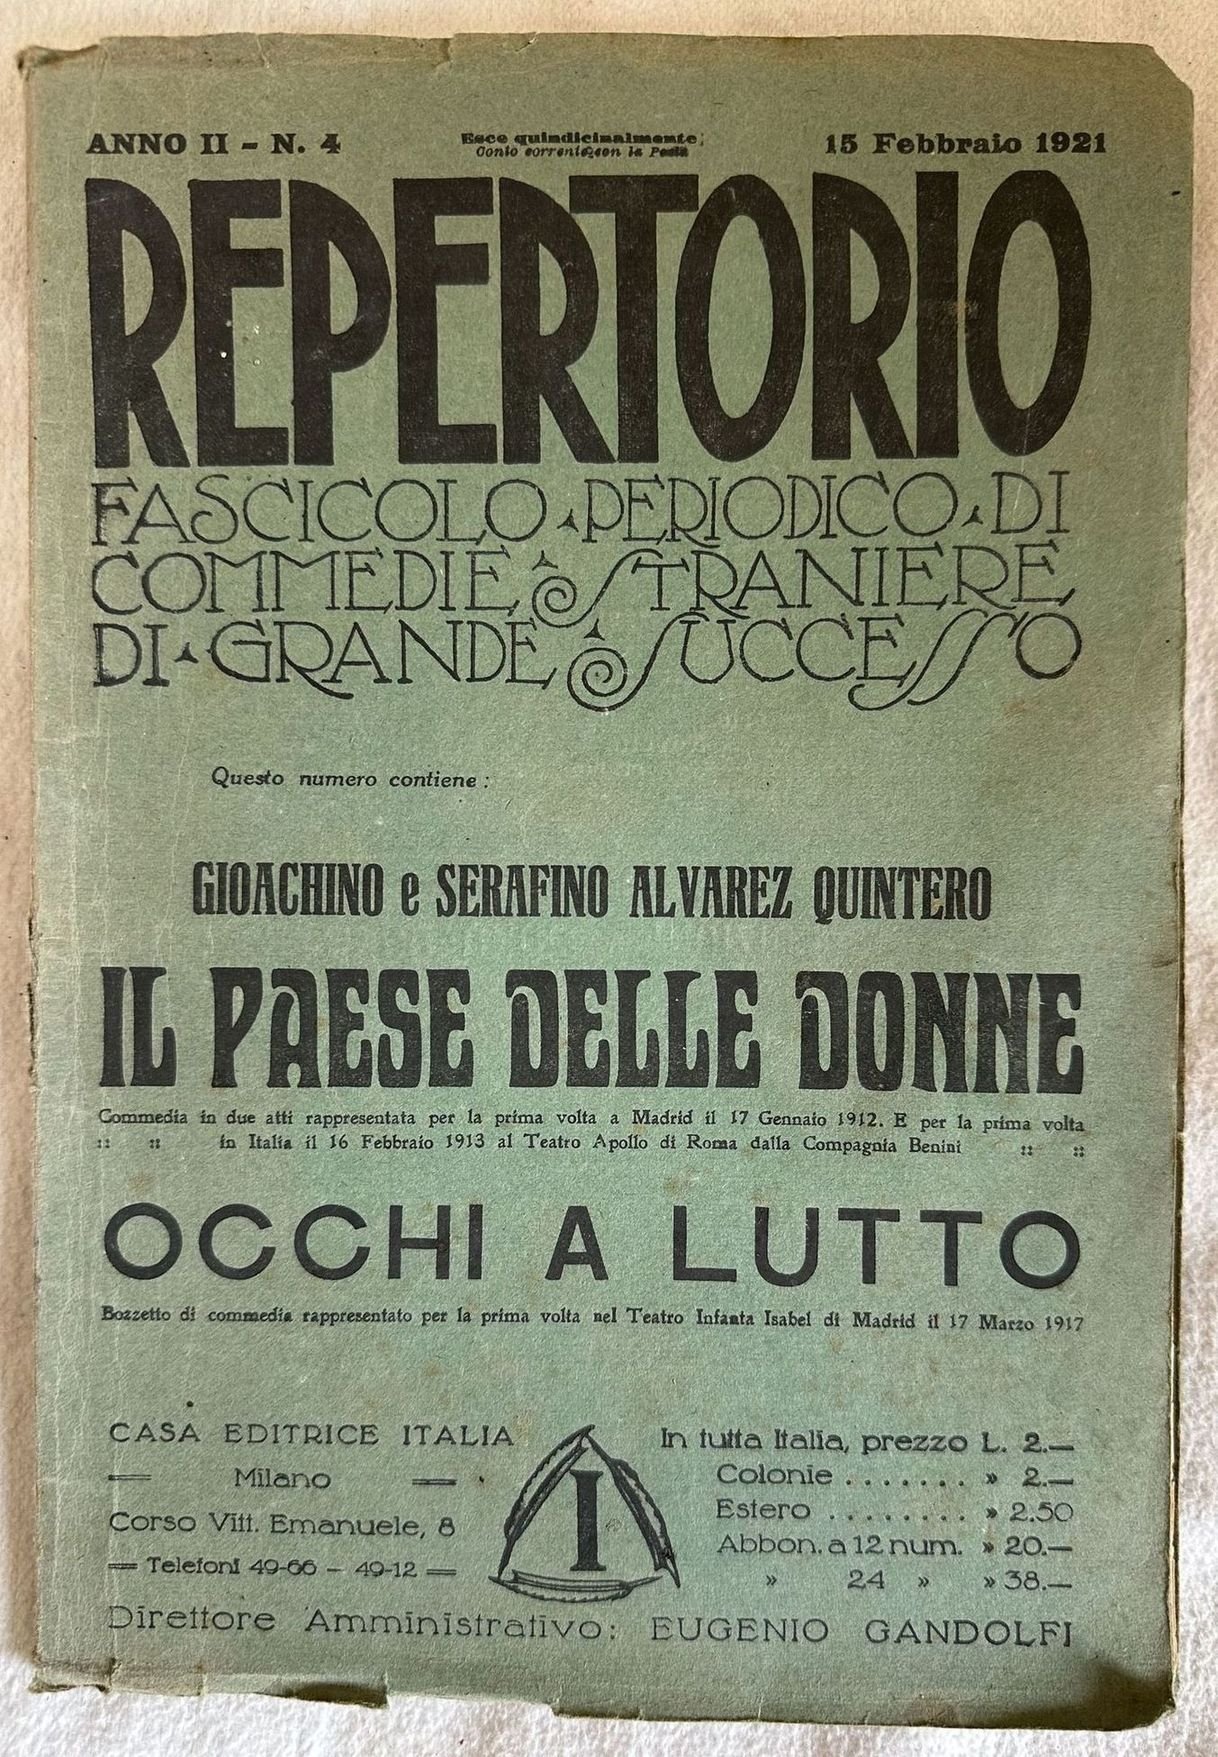 ANNO II - N. 4
Esce quindicinalmente
Conto corrente con la Posta
15 Febbraio 1921
REPERTORIO
FASCICOLO PERIODICO DI
COMMEDIE STRANIERE
DI GRANDE SUCCESSO
Questo numero contiene :
GIOACHINO e SERAFINO ALVAREZ QUINTERO
IL PAESE DELLE DONNE
Commedia in due atti rappresentata per la prima volta a Madrid il 17 Gennaio 1912. E per la prima volta
:: :: in Italia il 16 Febbraio 1913 al Teatro Apollo di Roma dalla Compagnia Benini :: ::
OCCHI A LUTTO
Bozzetto di commedia rappresentato per la prima volta nel Teatro Infanta Isabel di Madrid il 17 Marzo 1917
CASA EDITRICE ITALIA
Milano
Corso Vitt. Emanuele, 8
Telefoni 49-66 - 49-12
I
In tutta Italia, prezzo L. 2.—
Colonie . . . . . . . » 2.—
Estero . . . . . . . . » 2.50
Abbon. a 12 num. » 20.—
» 24 » » 38.—
Direttore Amministrativo: EUGENIO GANDOLFI